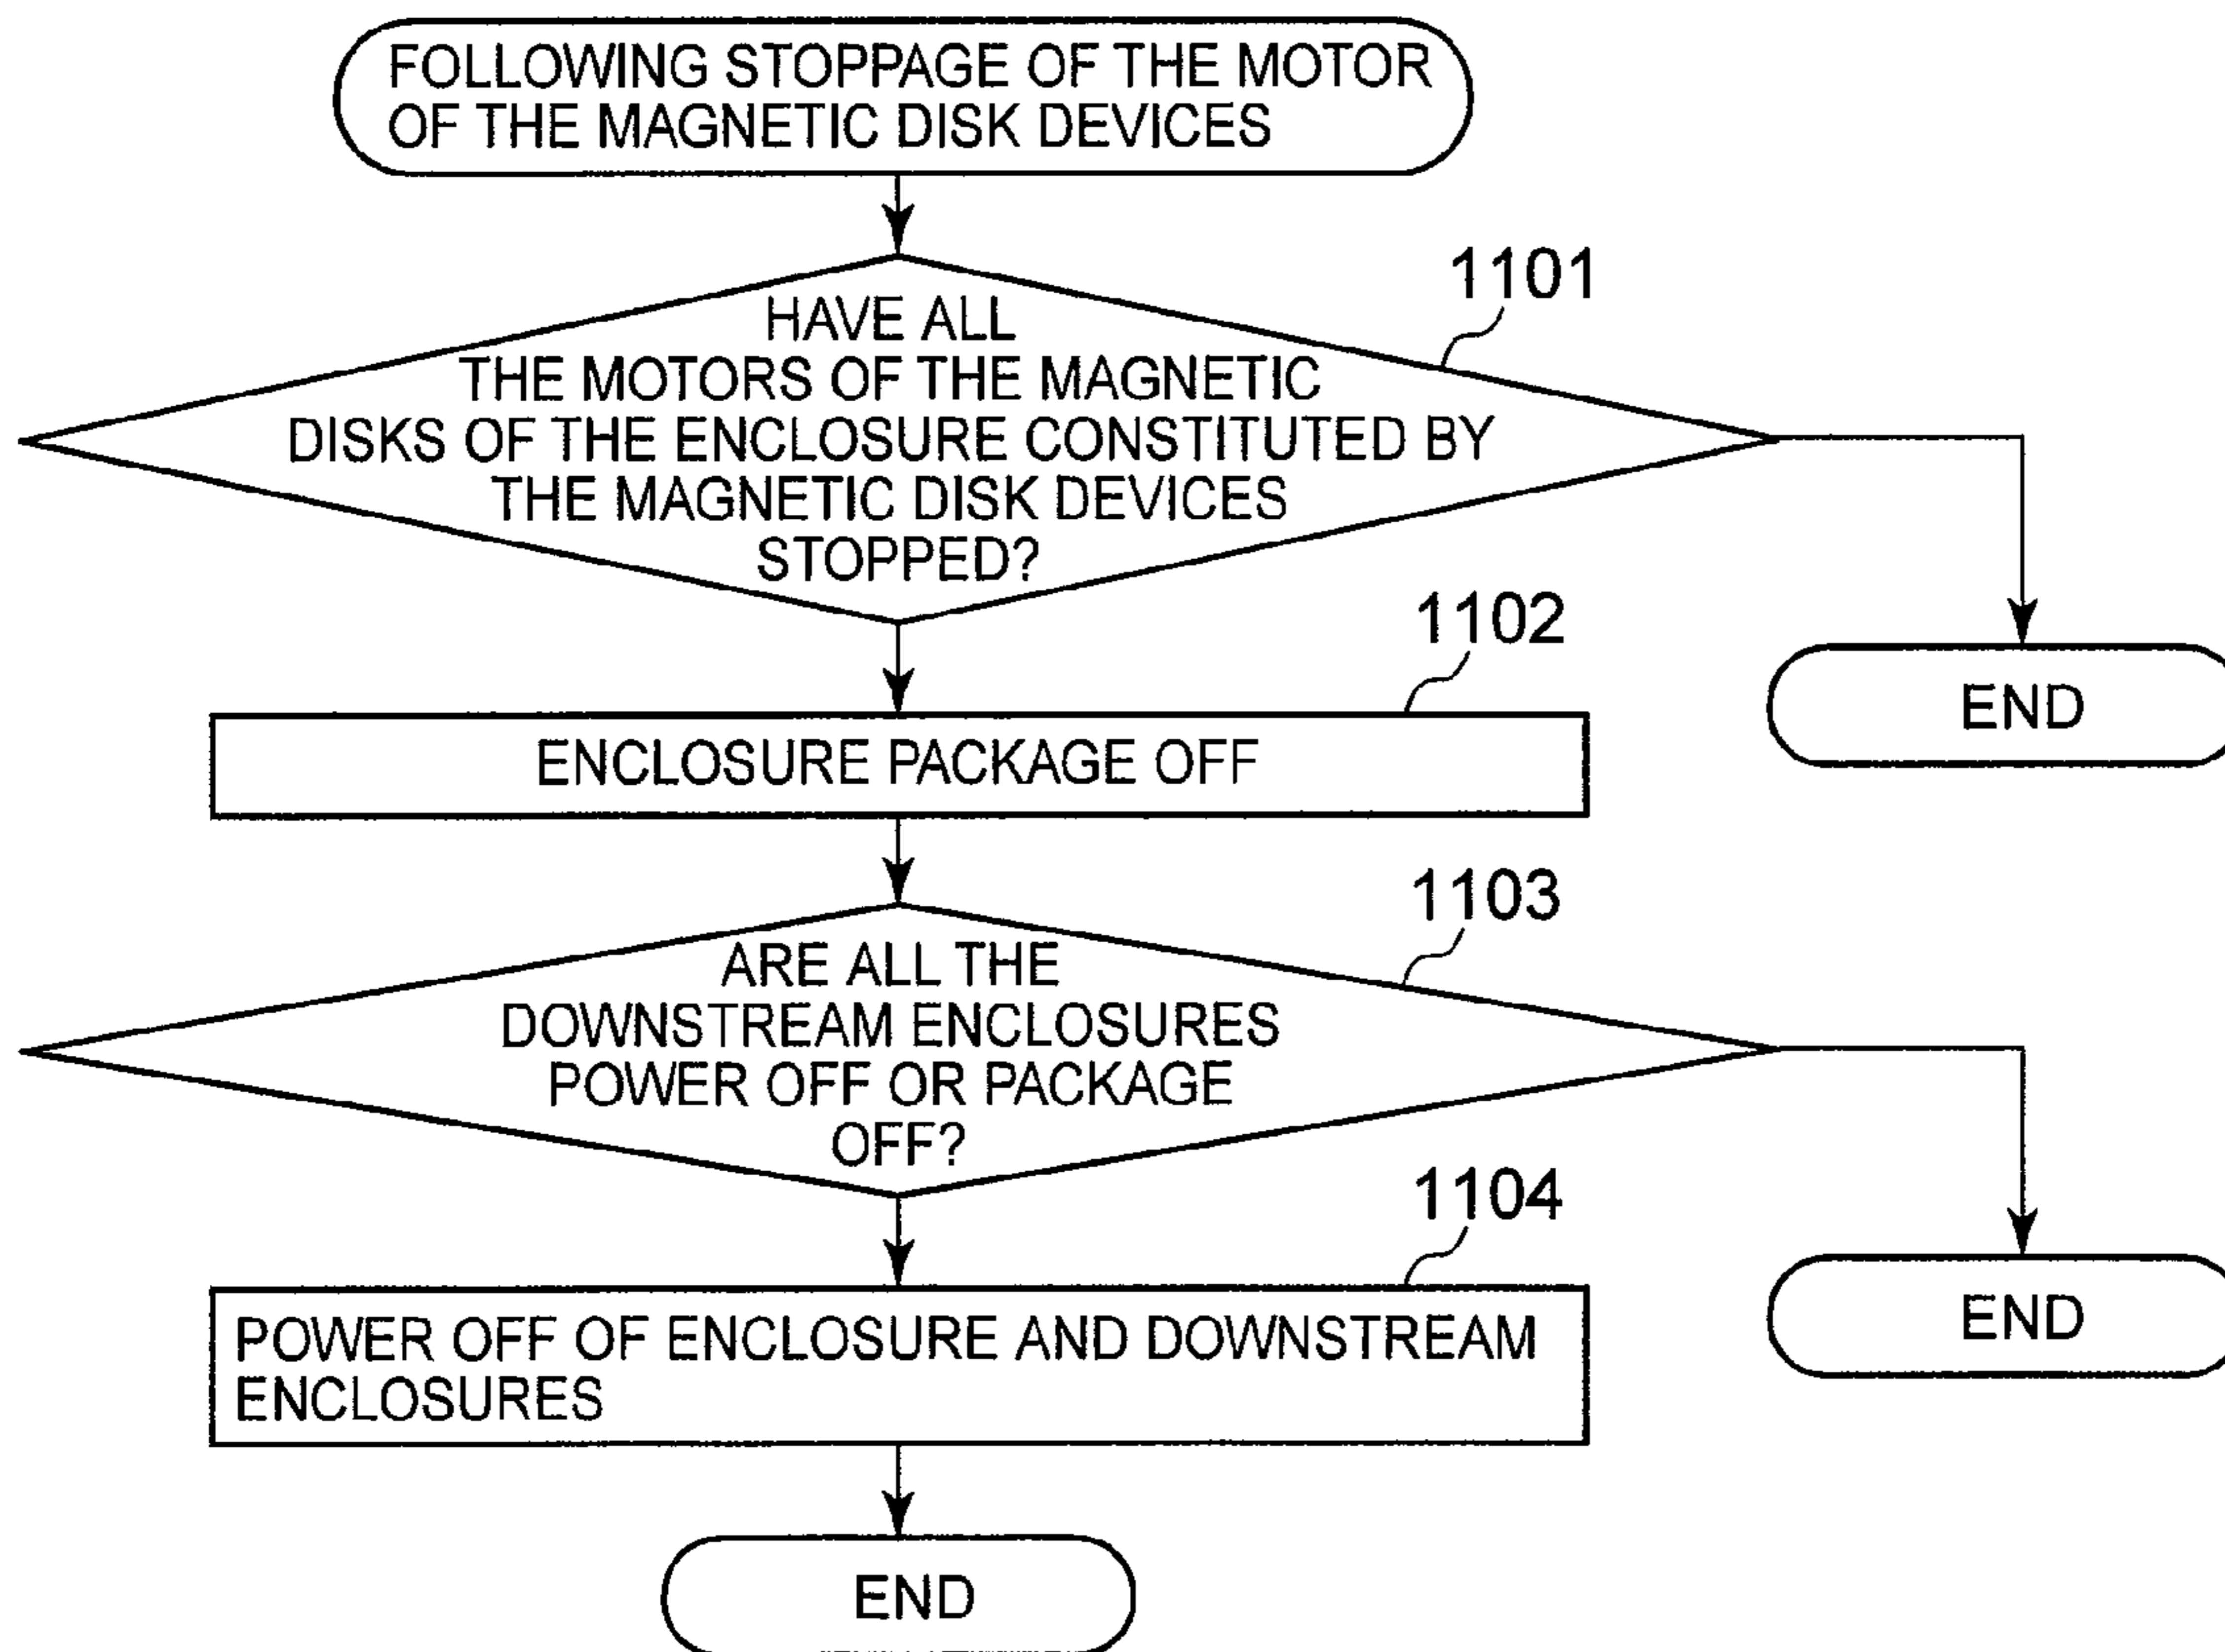 FOLLOWING STOPPAGE OF THE MOTOR
OF THE MAGNETIC DISK DEVICES
1101
HAVE ALL
THE MOTORS OF THE MAGNETIC
DISKS OF THE ENCLOSURE CONSTITUTED BY
THE MAGNETIC DISK DEVICES
STOPPED?
END
1102
ENCLOSURE PACKAGE OFF
1103
ARE ALL THE
DOWNSTREAM ENCLOSURES
POWER OFF OR PACKAGE
OFF?
END
1104
POWER OFF OF ENCLOSURE AND DOWNSTREAM
ENCLOSURES
END